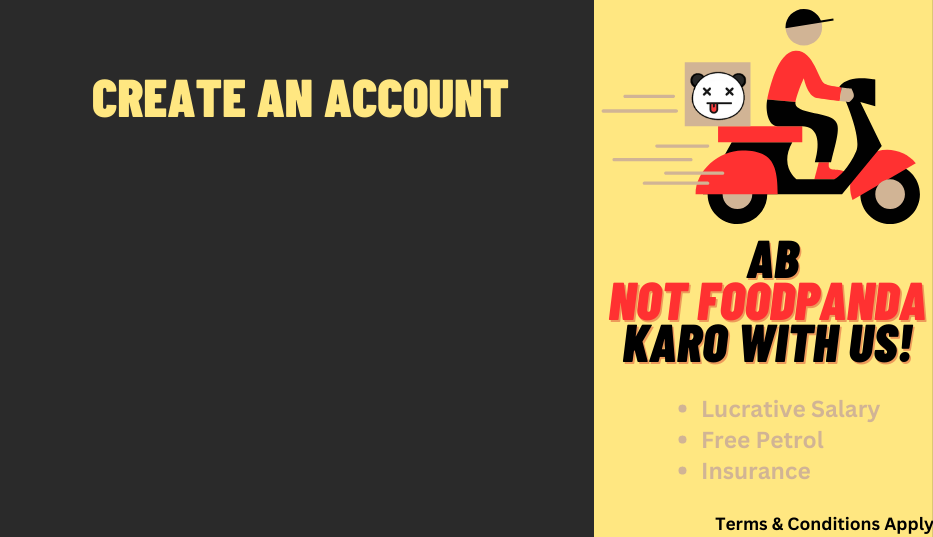 CREATE AN ACCOUNT
AB
NOT FOODPANDA
KARO WITH US!
Lucrative Salary
Free Petrol
Insurance
Terms & Conditions Apply